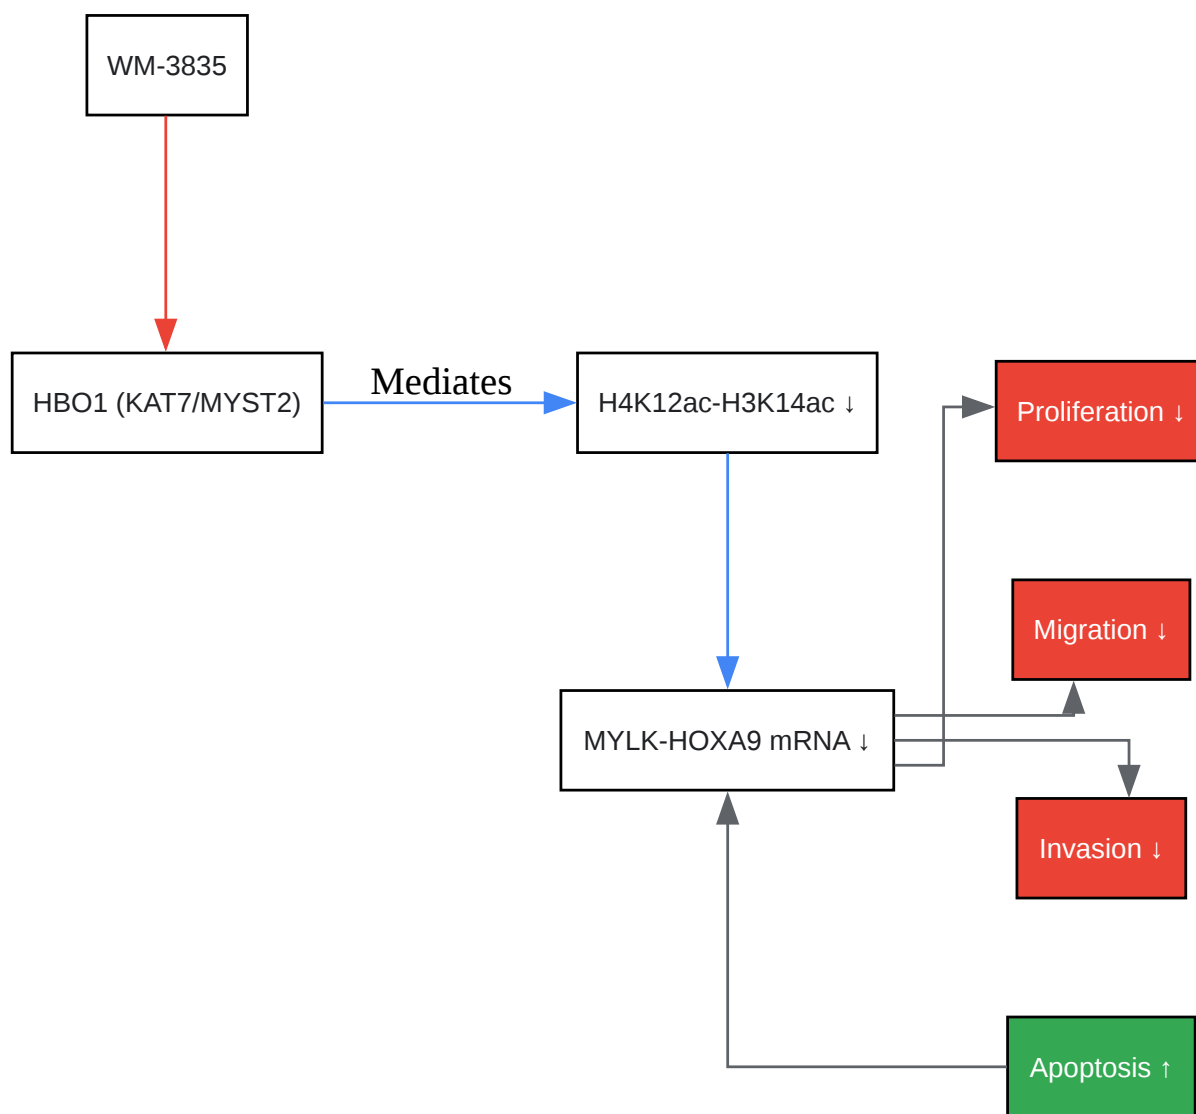 WM-3835
HBO1 (KAT7/MYST2)
Mediates
H4K12ac-H3K14ac ↓
Proliferation ↓
Migration ↓
MYLK-HOXA9 mRNA ↓
Invasion ↓
Apoptosis ↑